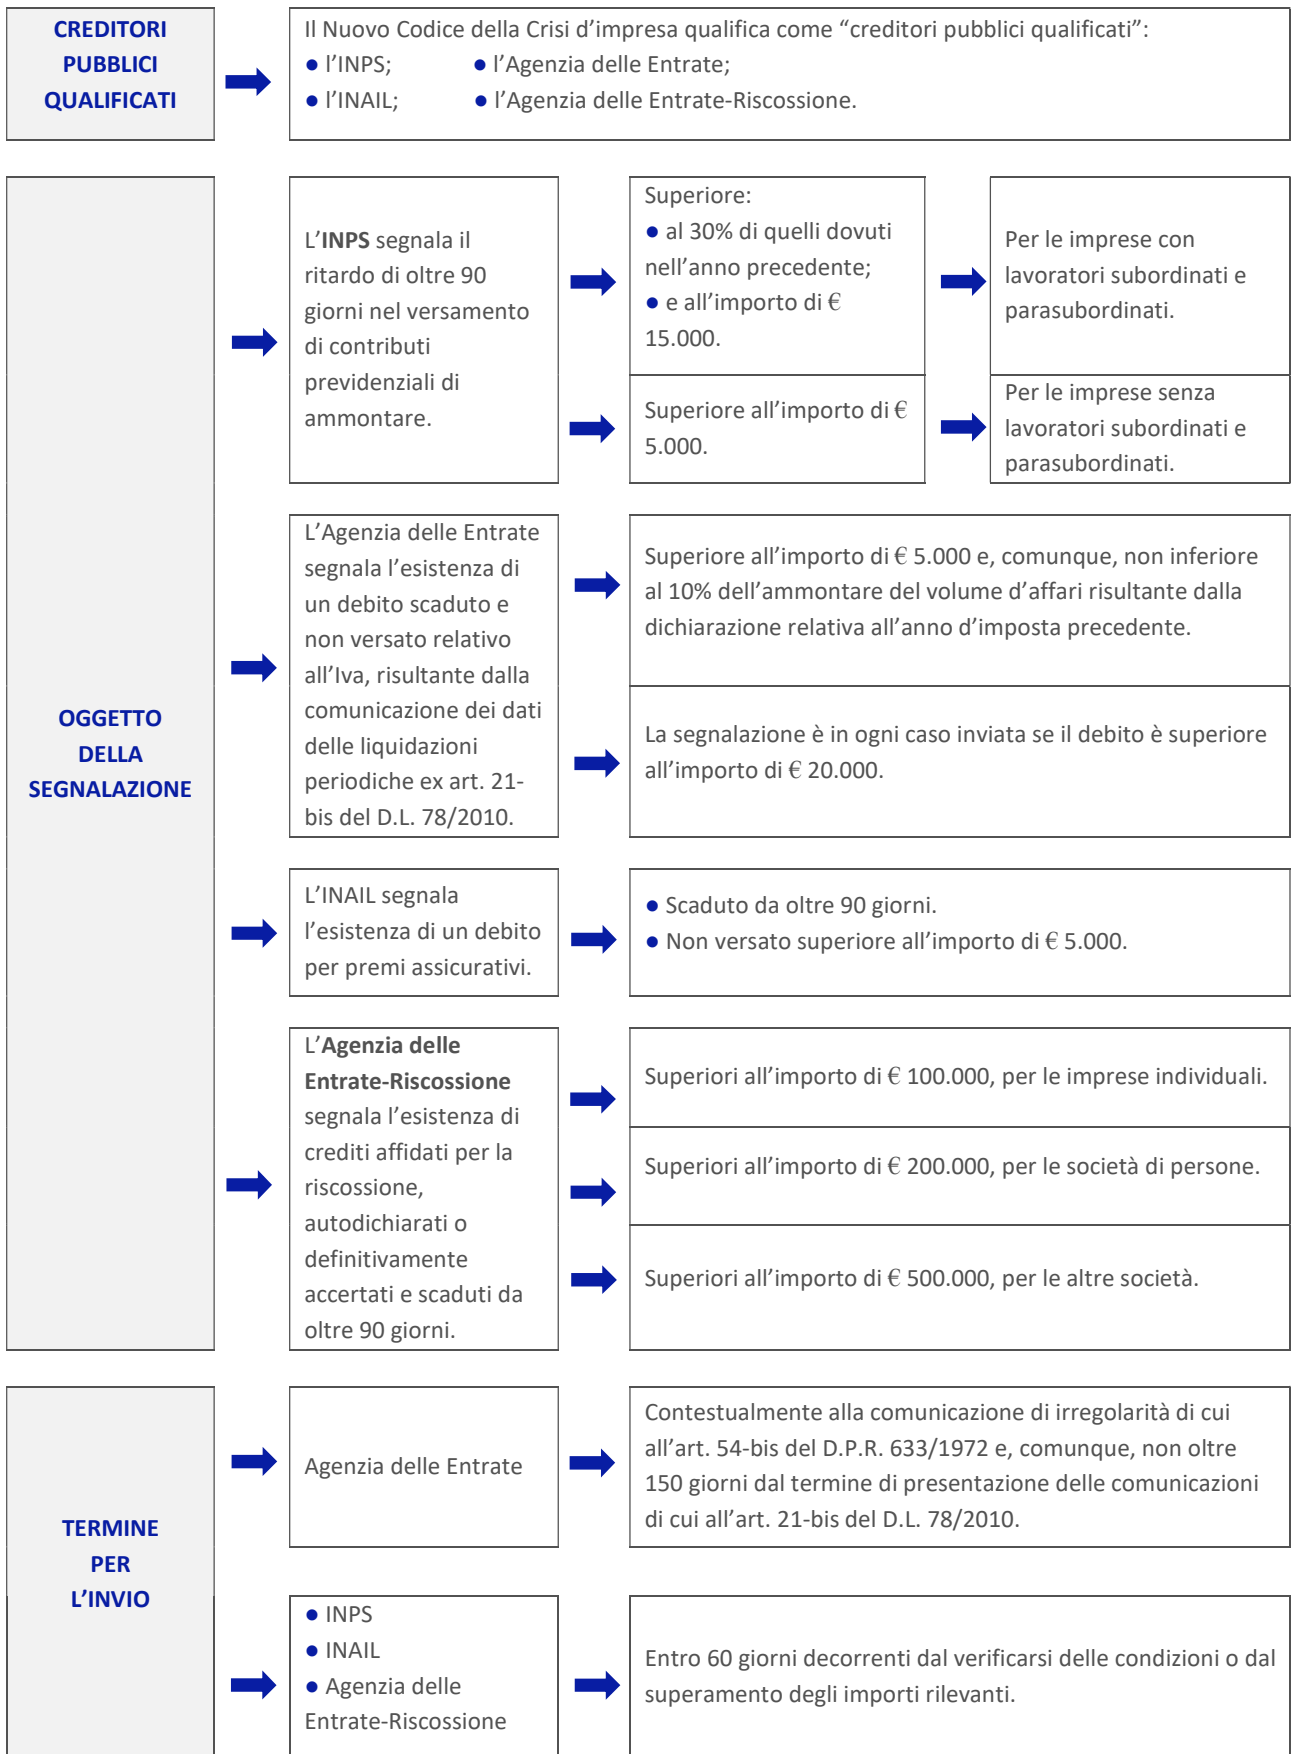 CREDITORI
PUBBLICI
QUALIFICATI
Il Nuovo Codice della Crisi d’impresa qualifica come “creditori pubblici qualificati”:
● l’INPS; ● l’Agenzia delle Entrate;
● l’INAIL; ● l’Agenzia delle Entrate-Riscossione.
OGGETTO
DELLA
SEGNALAZIONE
L’INPS segnala il
ritardo di oltre 90
giorni nel versamento
di contributi
previdenziali di
ammontare.
Superiore:
● al 30% di quelli dovuti
nell’anno precedente;
● e all’importo di €
15.000.
Per le imprese con
lavoratori subordinati e
parasubordinati.
Superiore all’importo di €
5.000.
Per le imprese senza
lavoratori subordinati e
parasubordinati.
L’Agenzia delle Entrate
segnala l’esistenza di
un debito scaduto e
non versato relativo
all’Iva, risultante dalla
comunicazione dei dati
delle liquidazioni
periodiche ex art. 21-
bis del D.L. 78/2010.
Superiore all’importo di € 5.000 e, comunque, non inferiore
al 10% dell’ammontare del volume d’affari risultante dalla
dichiarazione relativa all’anno d’imposta precedente.
La segnalazione è in ogni caso inviata se il debito è superiore
all’importo di € 20.000.
L’INAIL segnala
l’esistenza di un debito
per premi assicurativi.
● Scaduto da oltre 90 giorni.
● Non versato superiore all’importo di € 5.000.
L’Agenzia delle
Entrate-Riscossione
segnala l’esistenza di
crediti affidati per la
riscossione,
autodichiarati o
definitivamente
accertati e scaduti da
oltre 90 giorni.
Superiori all’importo di € 100.000, per le imprese individuali.
Superiori all’importo di € 200.000, per le società di persone.
Superiori all’importo di € 500.000, per le altre società.
TERMINE
PER
L’INVIO
Agenzia delle Entrate
Contestualmente alla comunicazione di irregolarità di cui
all’art. 54-bis del D.P.R. 633/1972 e, comunque, non oltre
150 giorni dal termine di presentazione delle comunicazioni
di cui all’art. 21-bis del D.L. 78/2010.
● INPS
● INAIL
● Agenzia delle
Entrate-Riscossione
Entro 60 giorni decorrenti dal verificarsi delle condizioni o dal
superamento degli importi rilevanti.